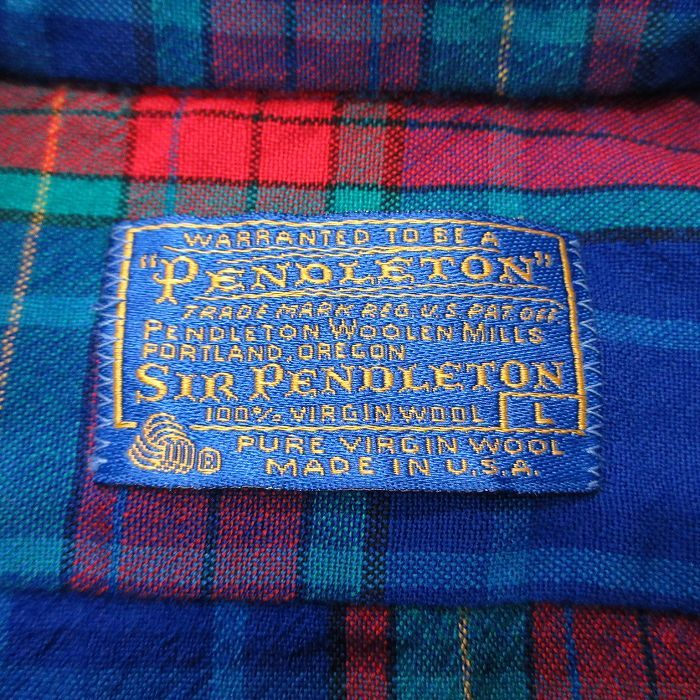 WARRANTED TO BE A
"PENDLETON"
TRADE MARK REG. U.S. PAT. OFF
PENDLETON WOOLEN MILLS
PORTLAND, OREGON
SIR PENDLETON
100% VIRGIN WOOL L
® PURE VIRGIN WOOL
MADE IN U.S.A.